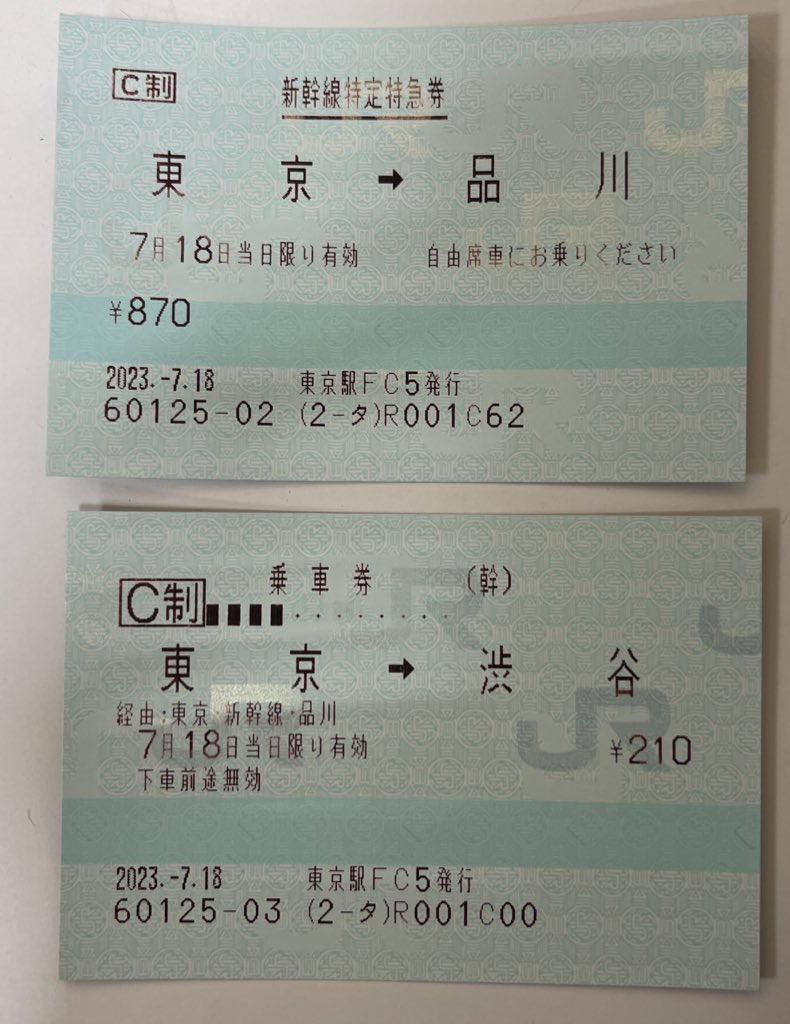 C制 新幹線特定特急券
東京➡品川
7月18日当日限り有効 自由席車にお乗りください
¥870
2023.-7.18 東京駅FC5発行
60125-02 (2-タ)R001C62
乗車券 (幹)
C制■■■■・・・・・・・・
東京➡渋谷
経由:東京・新幹線・品川
7月18日当日限り有効 ¥210
下車前途無効
2023.-7.18 東京駅FC5発行
60125-03 (2-タ)R001C00